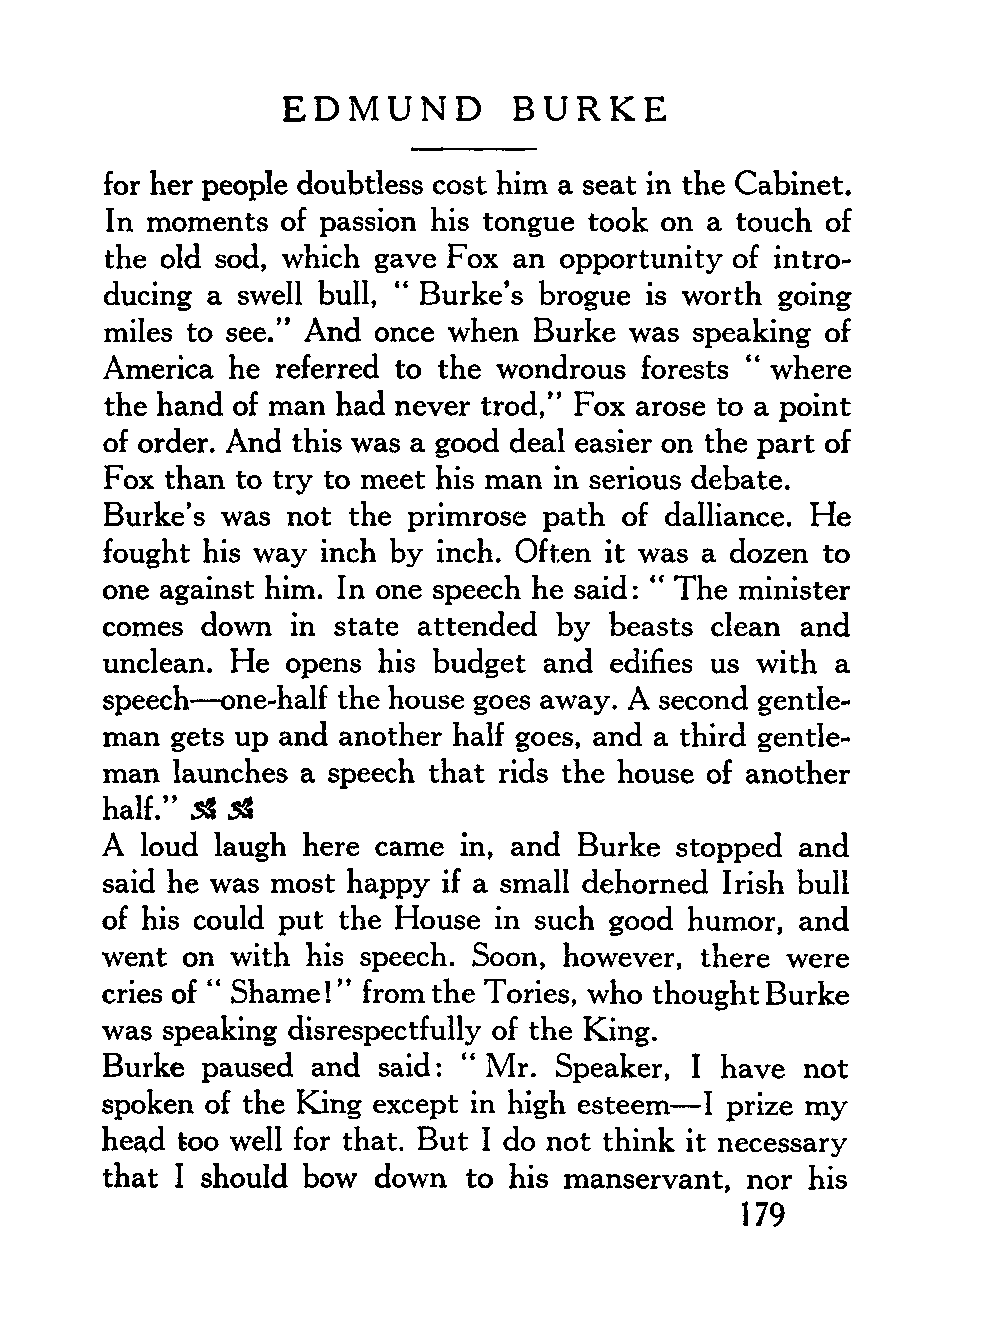 EDMUND BURKE
for her people doubtless cost him a seat in the Cabinet.
In moments of passion his tongue took on a touch of
the old sod, which gave Fox an opportunity of intro-
ducing a swell bull, “ Burke's brogue is worth going
miles to see.” And once when Burke was speaking of
America he referred to the wondrous forests “ where
the hand of man had never trod,” Fox arose to a point
of order. And this was a good deal easier on the part of
Fox than to try to meet his man in serious debate.
Burke's was not the primrose path of dalliance. He
fought his way inch by inch. Often it was a dozen to
one against him. In one speech he said: “ The minister
comes down in state attended by beasts clean and
unclean. He opens his budget and edifies us with a
speech—one-half the house goes away. A second gentle-
man gets up and another half goes, and a third gentle-
man launches a speech that rids the house of another
half.”
A loud laugh here came in, and Burke stopped and
said he was most happy if a small dehorned Irish bull
of his could put the House in such good humor, and
went on with his speech. Soon, however, there were
cries of “ Shame!” from the Tories, who thought Burke
was speaking disrespectfully of the King.
Burke paused and said: “ Mr. Speaker, I have not
spoken of the King except in high esteem—I prize my
head too well for that. But I do not think it necessary
that I should bow down to his manservant, nor his
179